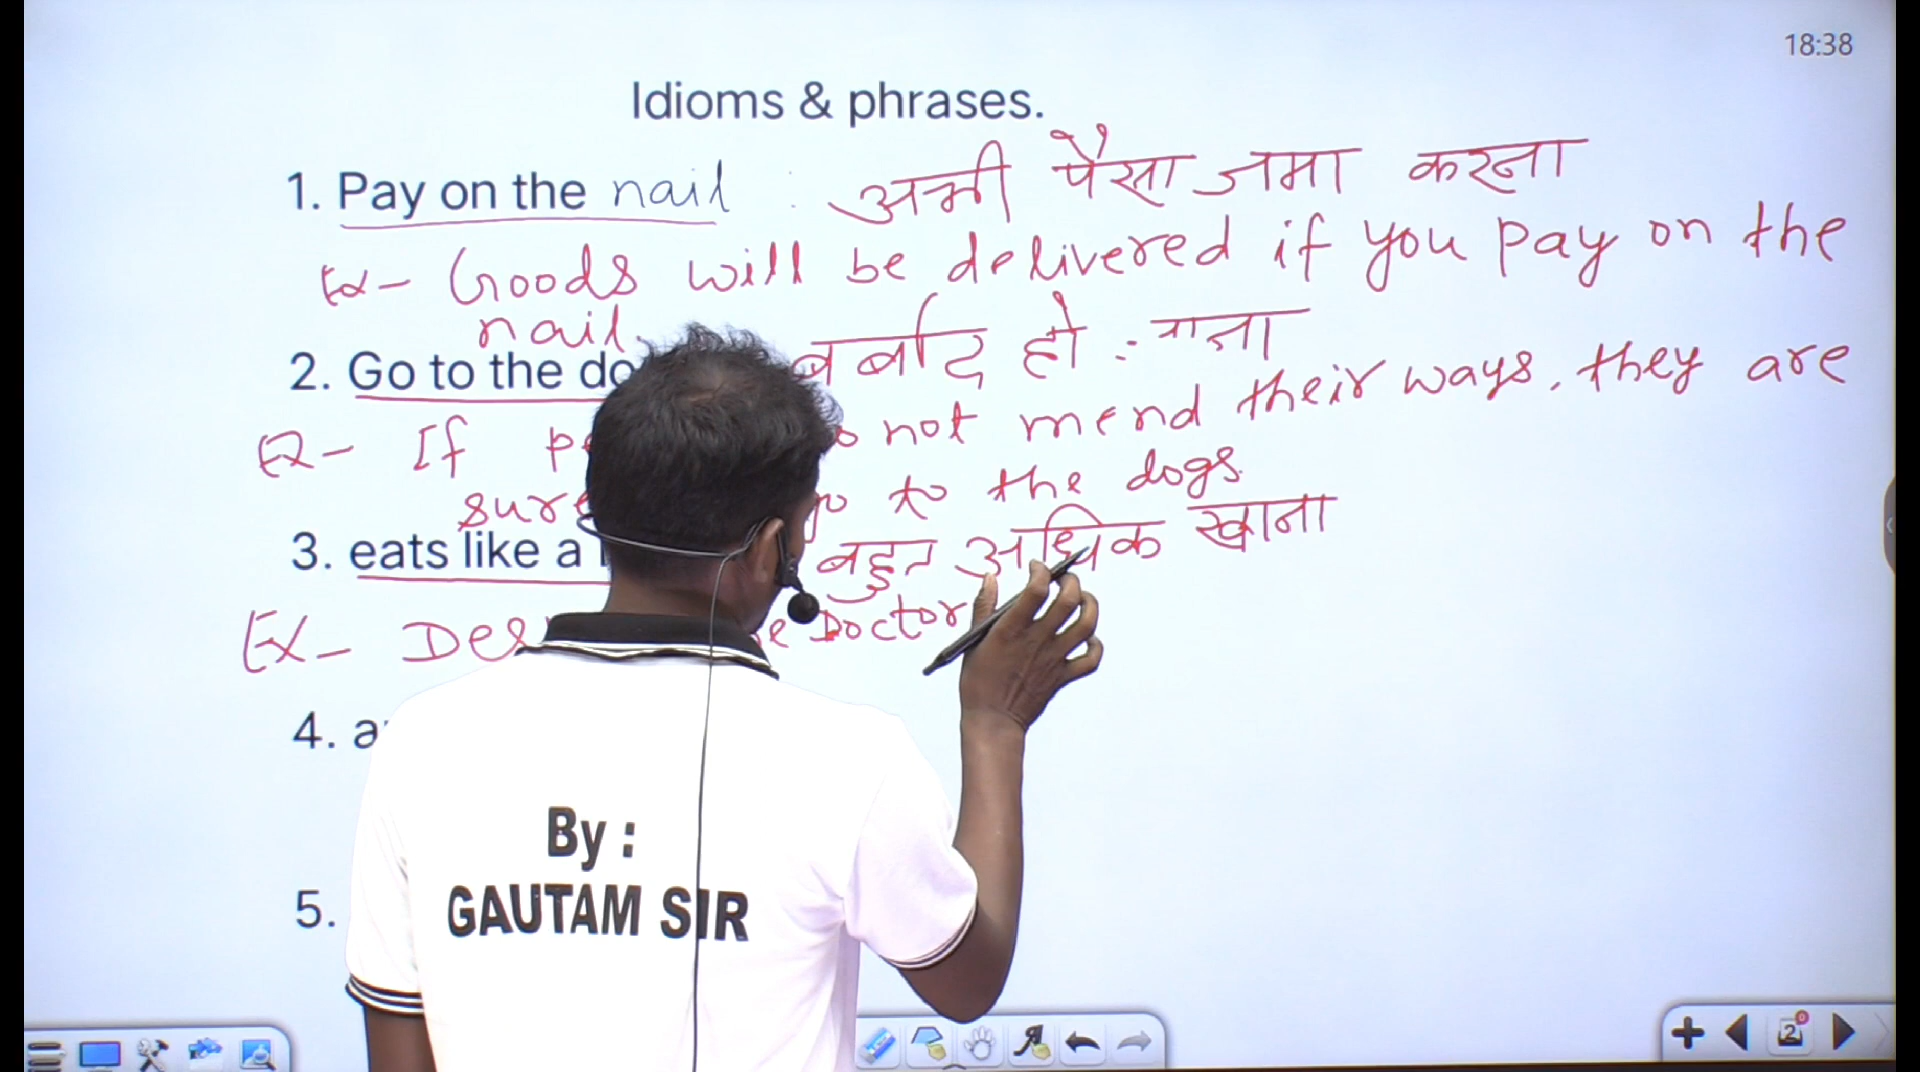 18:38
Idioms & phrases.
1. Pay on the nail : अभी पैसा जमा करना
Ex- Goods will be delivered if you pay on the
nail.
2. Go to the बर्बाद हो जाना
Ex- If not mend their ways, they are
to the dogs.
3. eats like a बहुत अधिक खाना
Ex- Doctor
4.
5.
By :
GAUTAM SIR
2